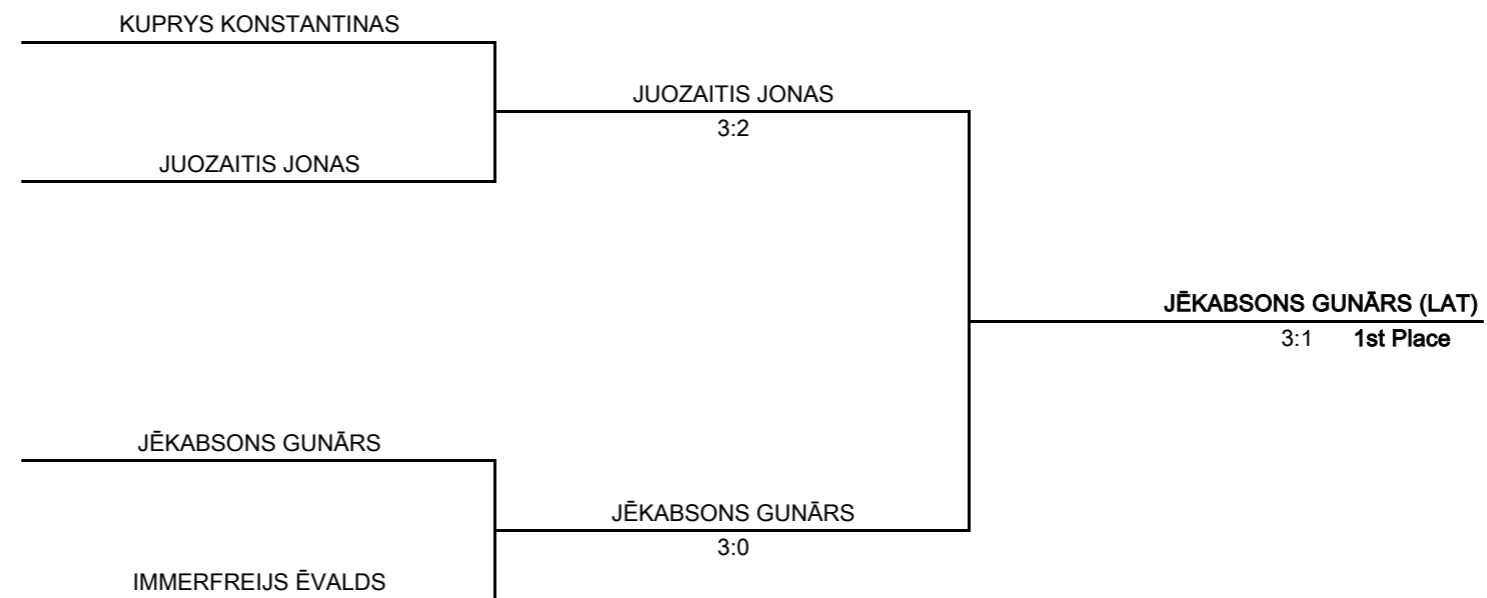 KUPRYS KONSTANTINAS
JUOZAITIS JONAS
3:2
JUOZAITIS JONAS
JĒKABSONS GUNĀRS (LAT)
3:1 1st Place
JĒKABSONS GUNĀRS
JĒKABSONS GUNĀRS
3:0
IMMERFREIJS ĒVALDS